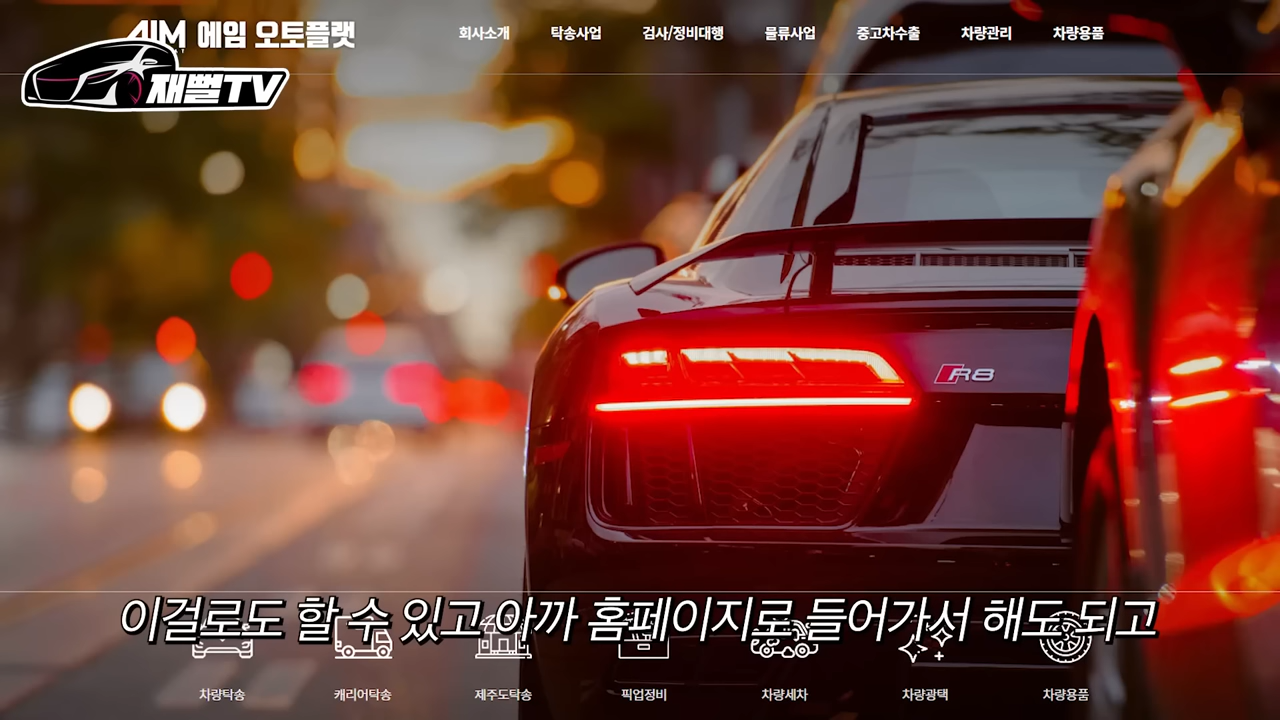 AIM 에임 오토플랫
회사소개 탁송사업 검사/정비대행 물류사업 중고차수출 차량관리 차량용품
재뻘TV
R8
이걸로도 할 수 있고 아까 홈페이지로 들어가서 해도 되고
차량탁송 캐리어탁송 제주도탁송 픽업정비 차량세차 차량광택 차량용품